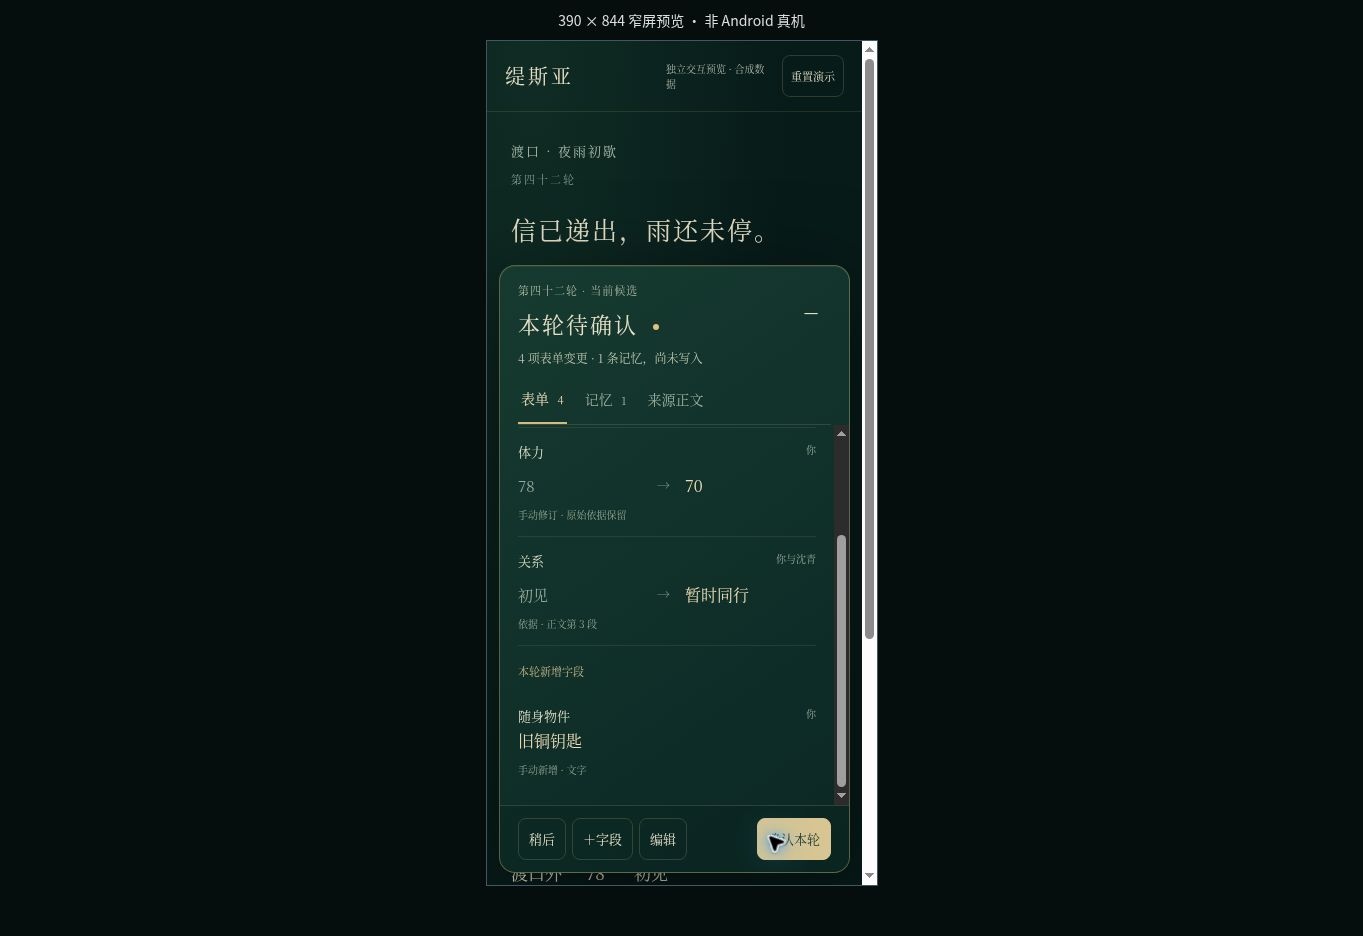 390 × 844 窄屏预览 · 非 Android 真机
缇斯亚
独立交互预览 · 合成数
据
重置演示
渡口 · 夜雨初歇
第四十二轮
信已递出，雨还未停。
第四十二轮 · 当前候选
本轮待确认
4 项表单变更 · 1 条记忆，尚未写入
表单 4 记忆 1 来源正文
体力 你
78 → 70
手动修订 · 原始依据保留
关系 你与沈青
初见 → 暂时同行
依据 · 正文第 3 段
本轮新增字段
随身物件 你
旧铜钥匙
手动新增 · 文字
稍后 ＋字段 编辑 认本轮
渡口外 78 初见